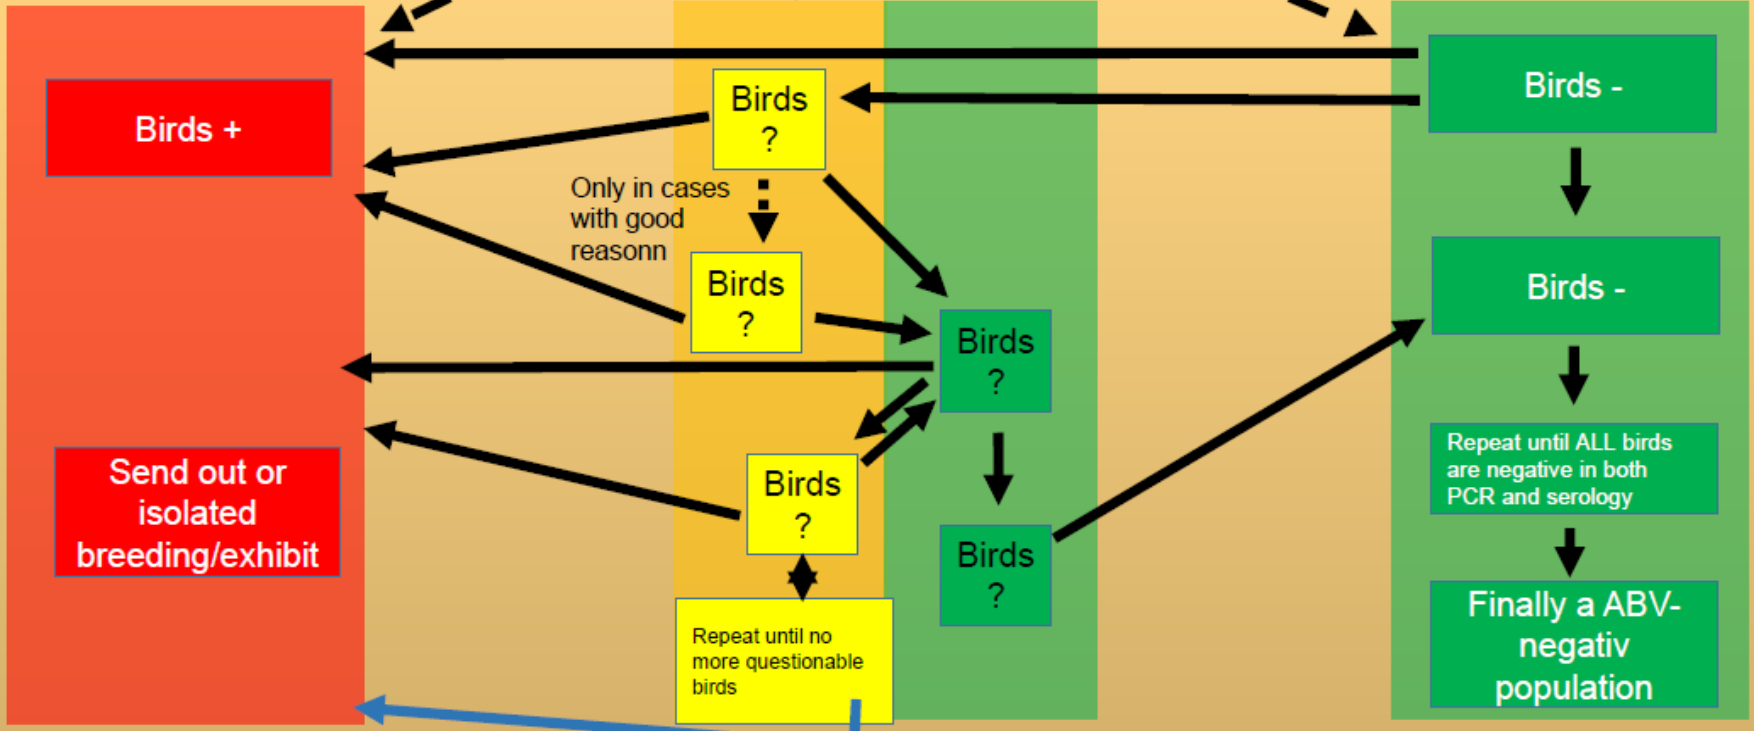 Birds +
Send out or
isolated
breeding/exhibit
Birds
?
Only in cases
with good
reasonn
Birds
?
Birds
?
Repeat until no
more questionable
birds
Birds
?
Birds
?
Birds -
Birds -
Repeat until ALL birds
are negative in both
PCR and serology
Finally a ABV-
negativ
population